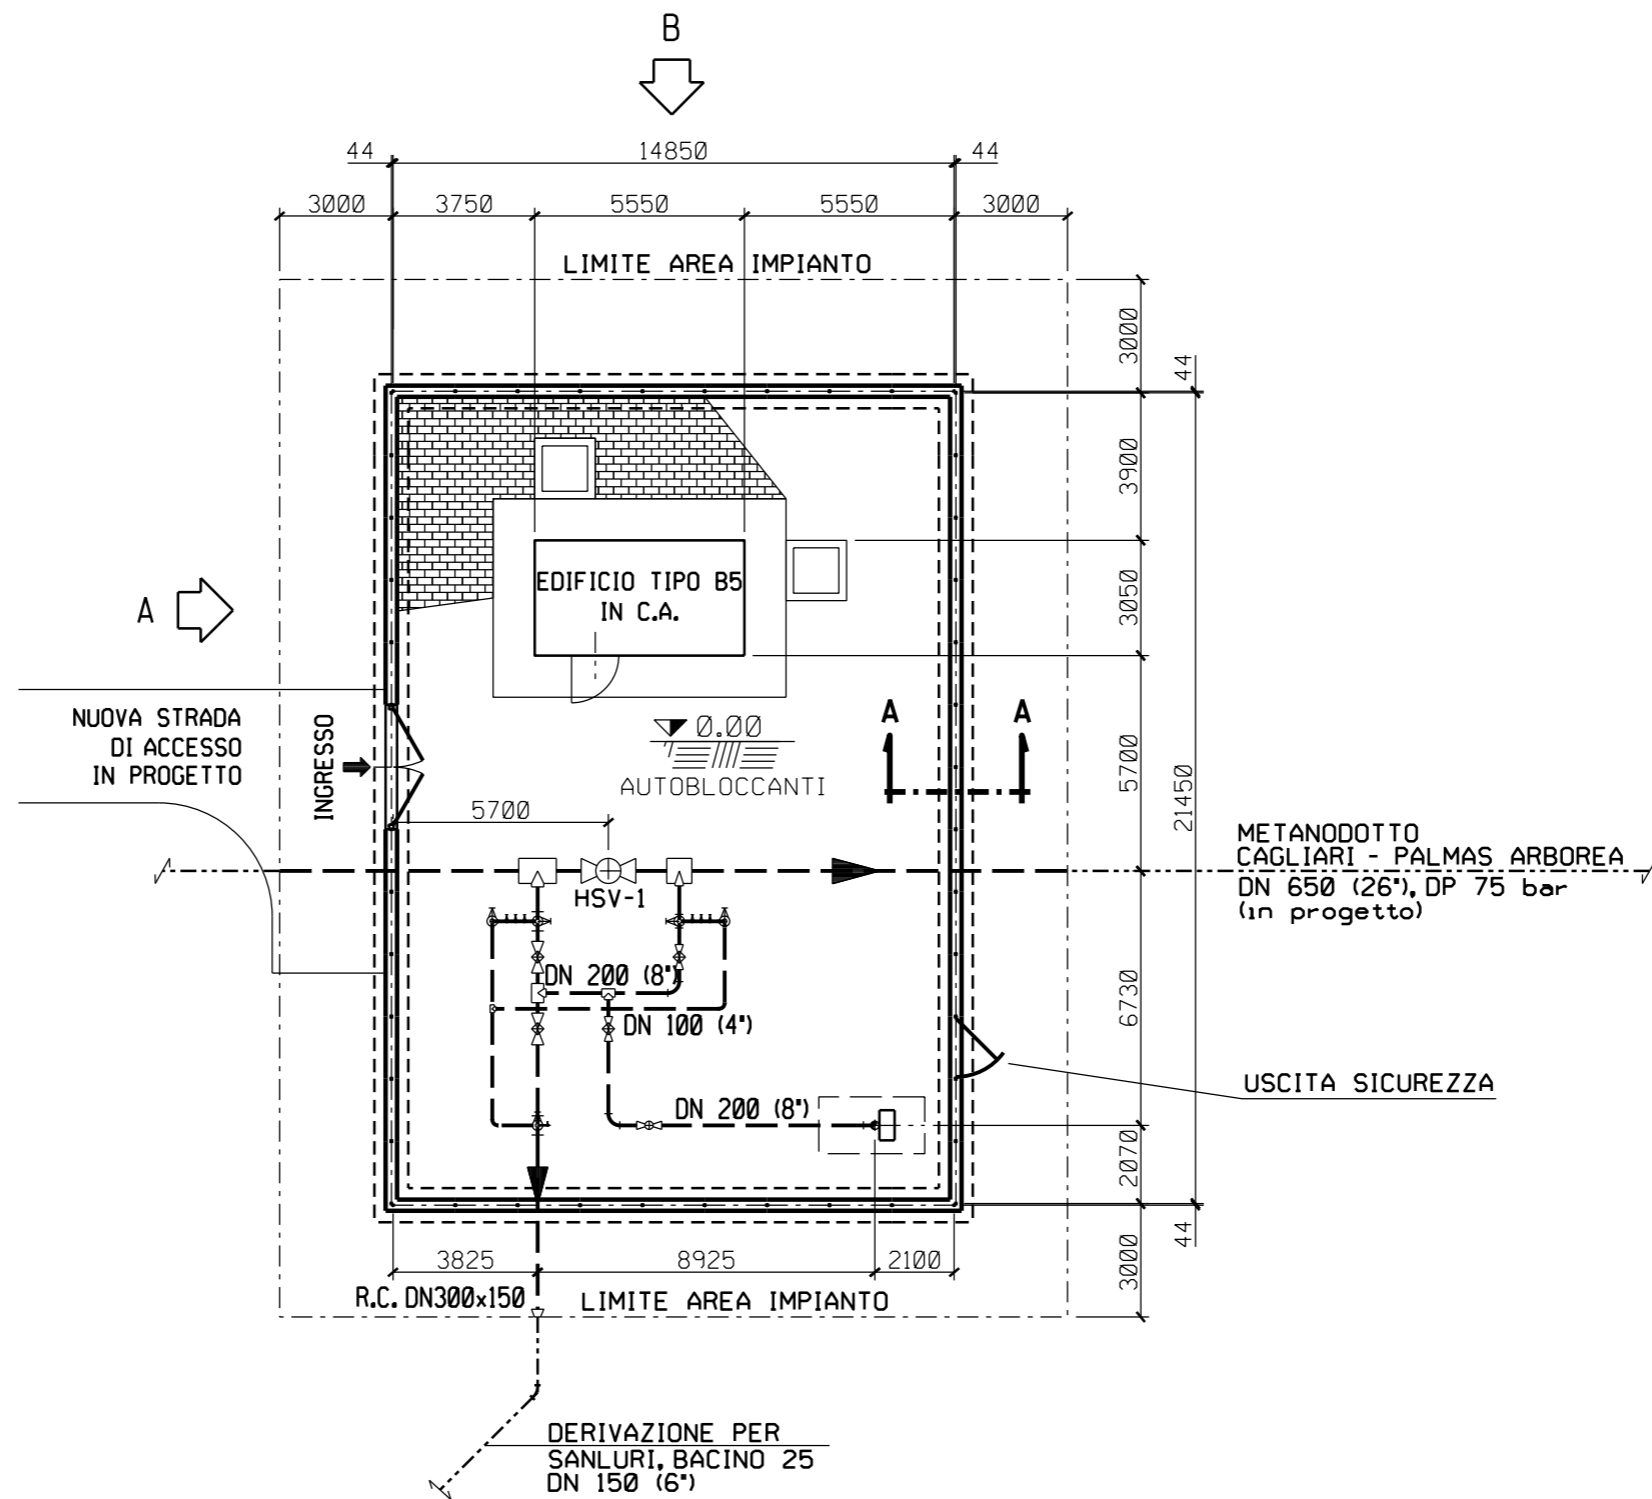 B
44
14850
44
3000
3750
5550
5550
3000
LIMITE AREA IMPIANTO
3000
44
3900
EDIFICIO TIPO B5
IN C.A.
3050
A
NUOVA STRADA
DI ACCESSO
IN PROGETTO
INGRESSO
0.00
AUTOBLOCCANTI
A
A
5700
21450
5700
HSV-1
METANODOTTO
CAGLIARI - PALMAS ARBOREA
DN 650 (26"), DP 75 bar
(in progetto)
DN 200 (8")
DN 100 (4")
6730
USCITA SICUREZZA
DN 200 (8")
2070
44
3000
3825
8925
2100
R.C. DN300x150
LIMITE AREA IMPIANTO
DERIVAZIONE PER
SANLURI, BACINO 25
DN 150 (6")